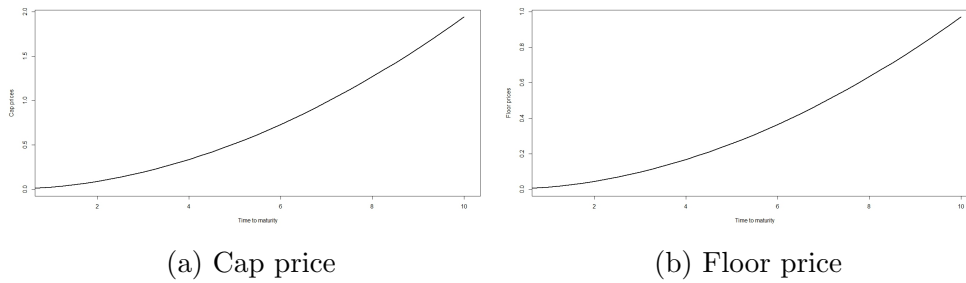 2.0
1.5
1.0
0.5
0.0
Cap prices
2 4 6 8 10
Time to maturity
(a) Cap price
1.0
0.8
0.6
0.4
0.2
0.0
Floor prices
2 4 6 8 10
Time to maturity
(b) Floor price